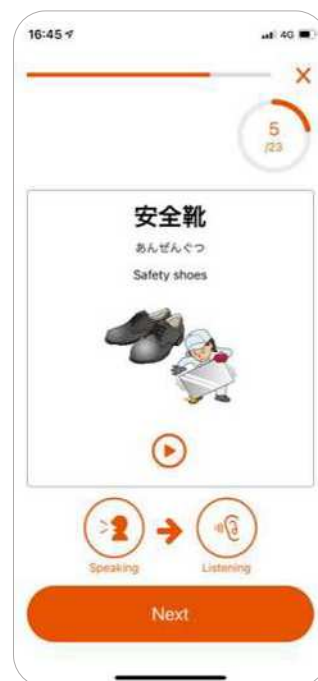 16:45
4G
5
/23
安全靴
あんぜんぐつ
Safety shoes
Speaking
Listening
Next